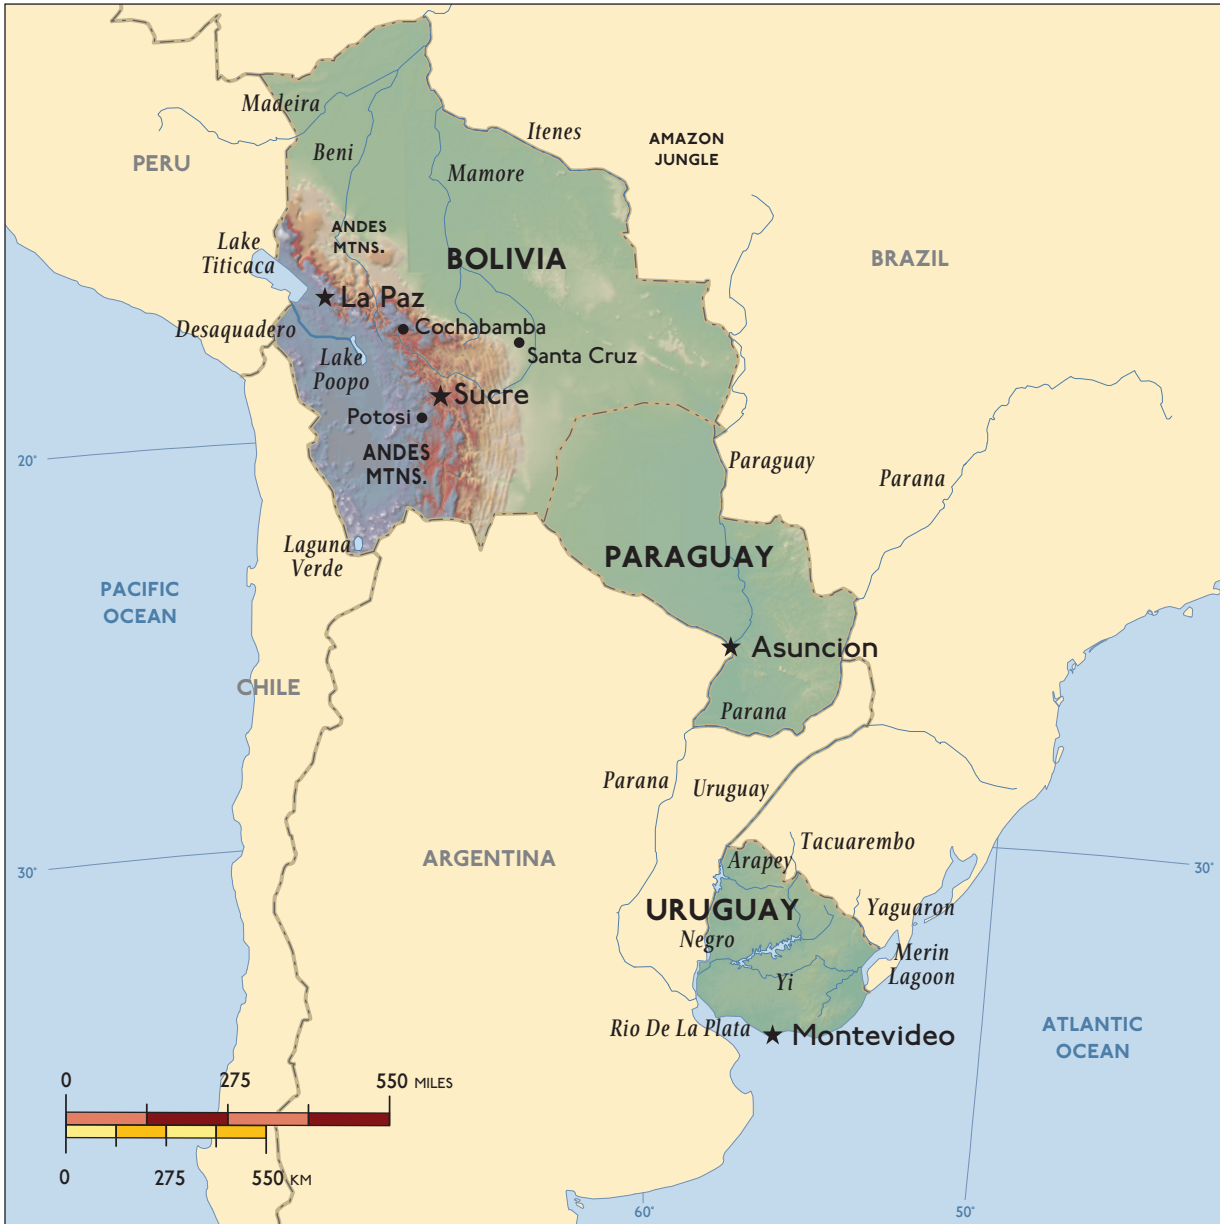 Madeira
Itenes
AMAZON
JUNGLE
PERU
Beni
Mamore
ANDES
MTNS.
Lake
Titicaca
BOLIVIA
BRAZIL
La Paz
Desaquadero
Cochabamba
Lake
Poopo
Santa Cruz
Sucre
Potosi
ANDES
MTNS.
20°
Paraguay
Parana
Laguna
Verde
PARAGUAY
PACIFIC
OCEAN
Asuncion
CHILE
Parana
Parana
Uruguay
ARGENTINA
Arapey
Tacuarembo
30°
30°
URUGUAY
Yaguaron
Negro
Merin
Lagoon
Yi
Rio De La Plata
Montevideo
ATLANTIC
OCEAN
0 275 550 MILES
0 275 550 KM
60°
50°